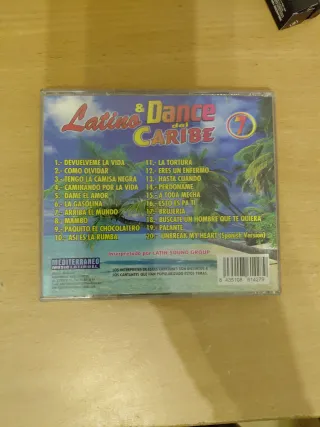 Latino & Dance
del
CARIBE
7
1.- DEVUELVEME LA VIDA
2.- COMO OLVIDAR
3.- TENGO LA CAMISA NEGRA
4.- CAMINANDO POR LA VIDA
5.- DAME EL AMOR
6.- LA GASOLINA
7.- ARRIBA EL MUNDO
8.- MAMBO
9.- PAQUITO EL CHOCOLATERO
10.- ASI ES LA RUMBA
11.- LA TORTURA
12.- ERES UN ENFERMO
13.- HASTA CUANDO
14.- PERDONAME
15.- A TODA MECHA
16.- ESTO ES PA TI
17.- BRUJERIA
18.- BUSCATE UN HOMBRE QUE TE QUIERA
19.- PALANTE
20.- UNBREAK MY HEART (Spanish Version)
Interpretado por LATIN SOUND GROUP
MEDITERRANEO